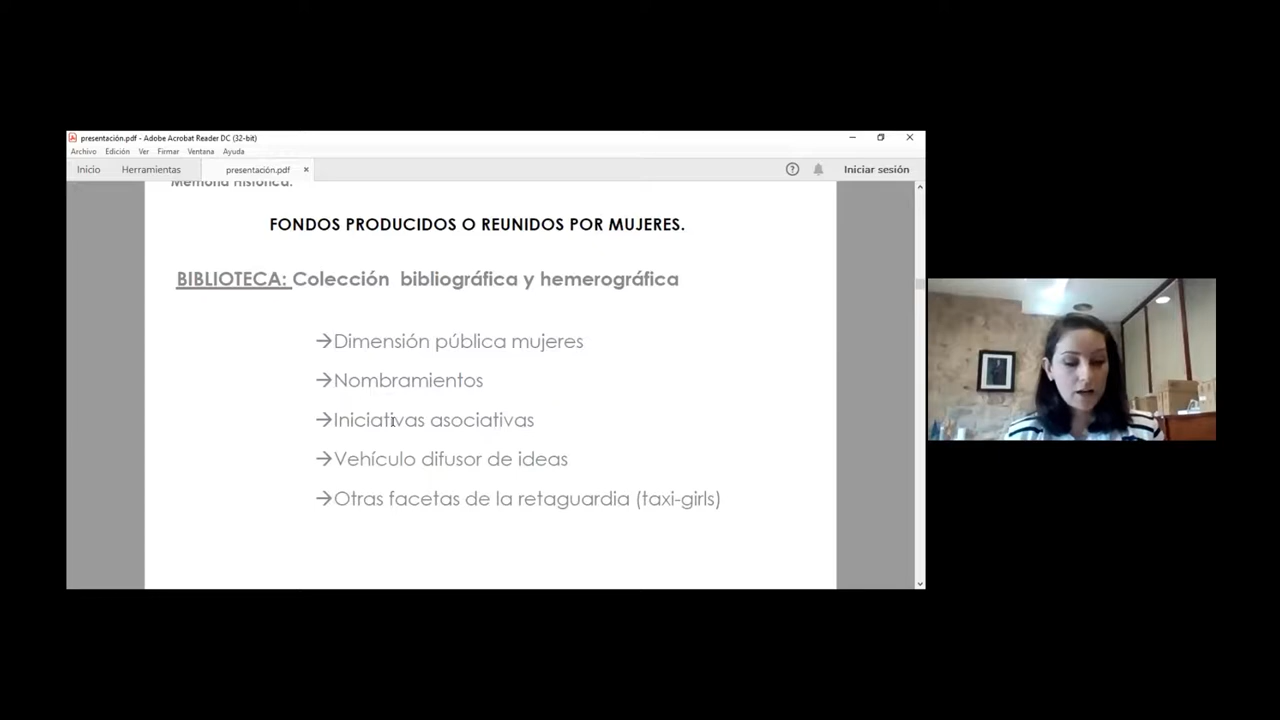 presentación.pdf - Adobe Acrobat Reader DC (32-bit)
Archivo Edición Ver Firmar Ventana Ayuda
Inicio Herramientas presentación.pdf × Iniciar sesión
Memoria Histórica.
FONDOS PRODUCIDOS O REUNIDOS POR MUJERES.
BIBLIOTECA: Colección bibliográfica y hemerográfica
→Dimensión pública mujeres
→Nombramientos
→Iniciativas asociativas
→Vehículo difusor de ideas
→Otras facetas de la retaguardia (taxi-girls)